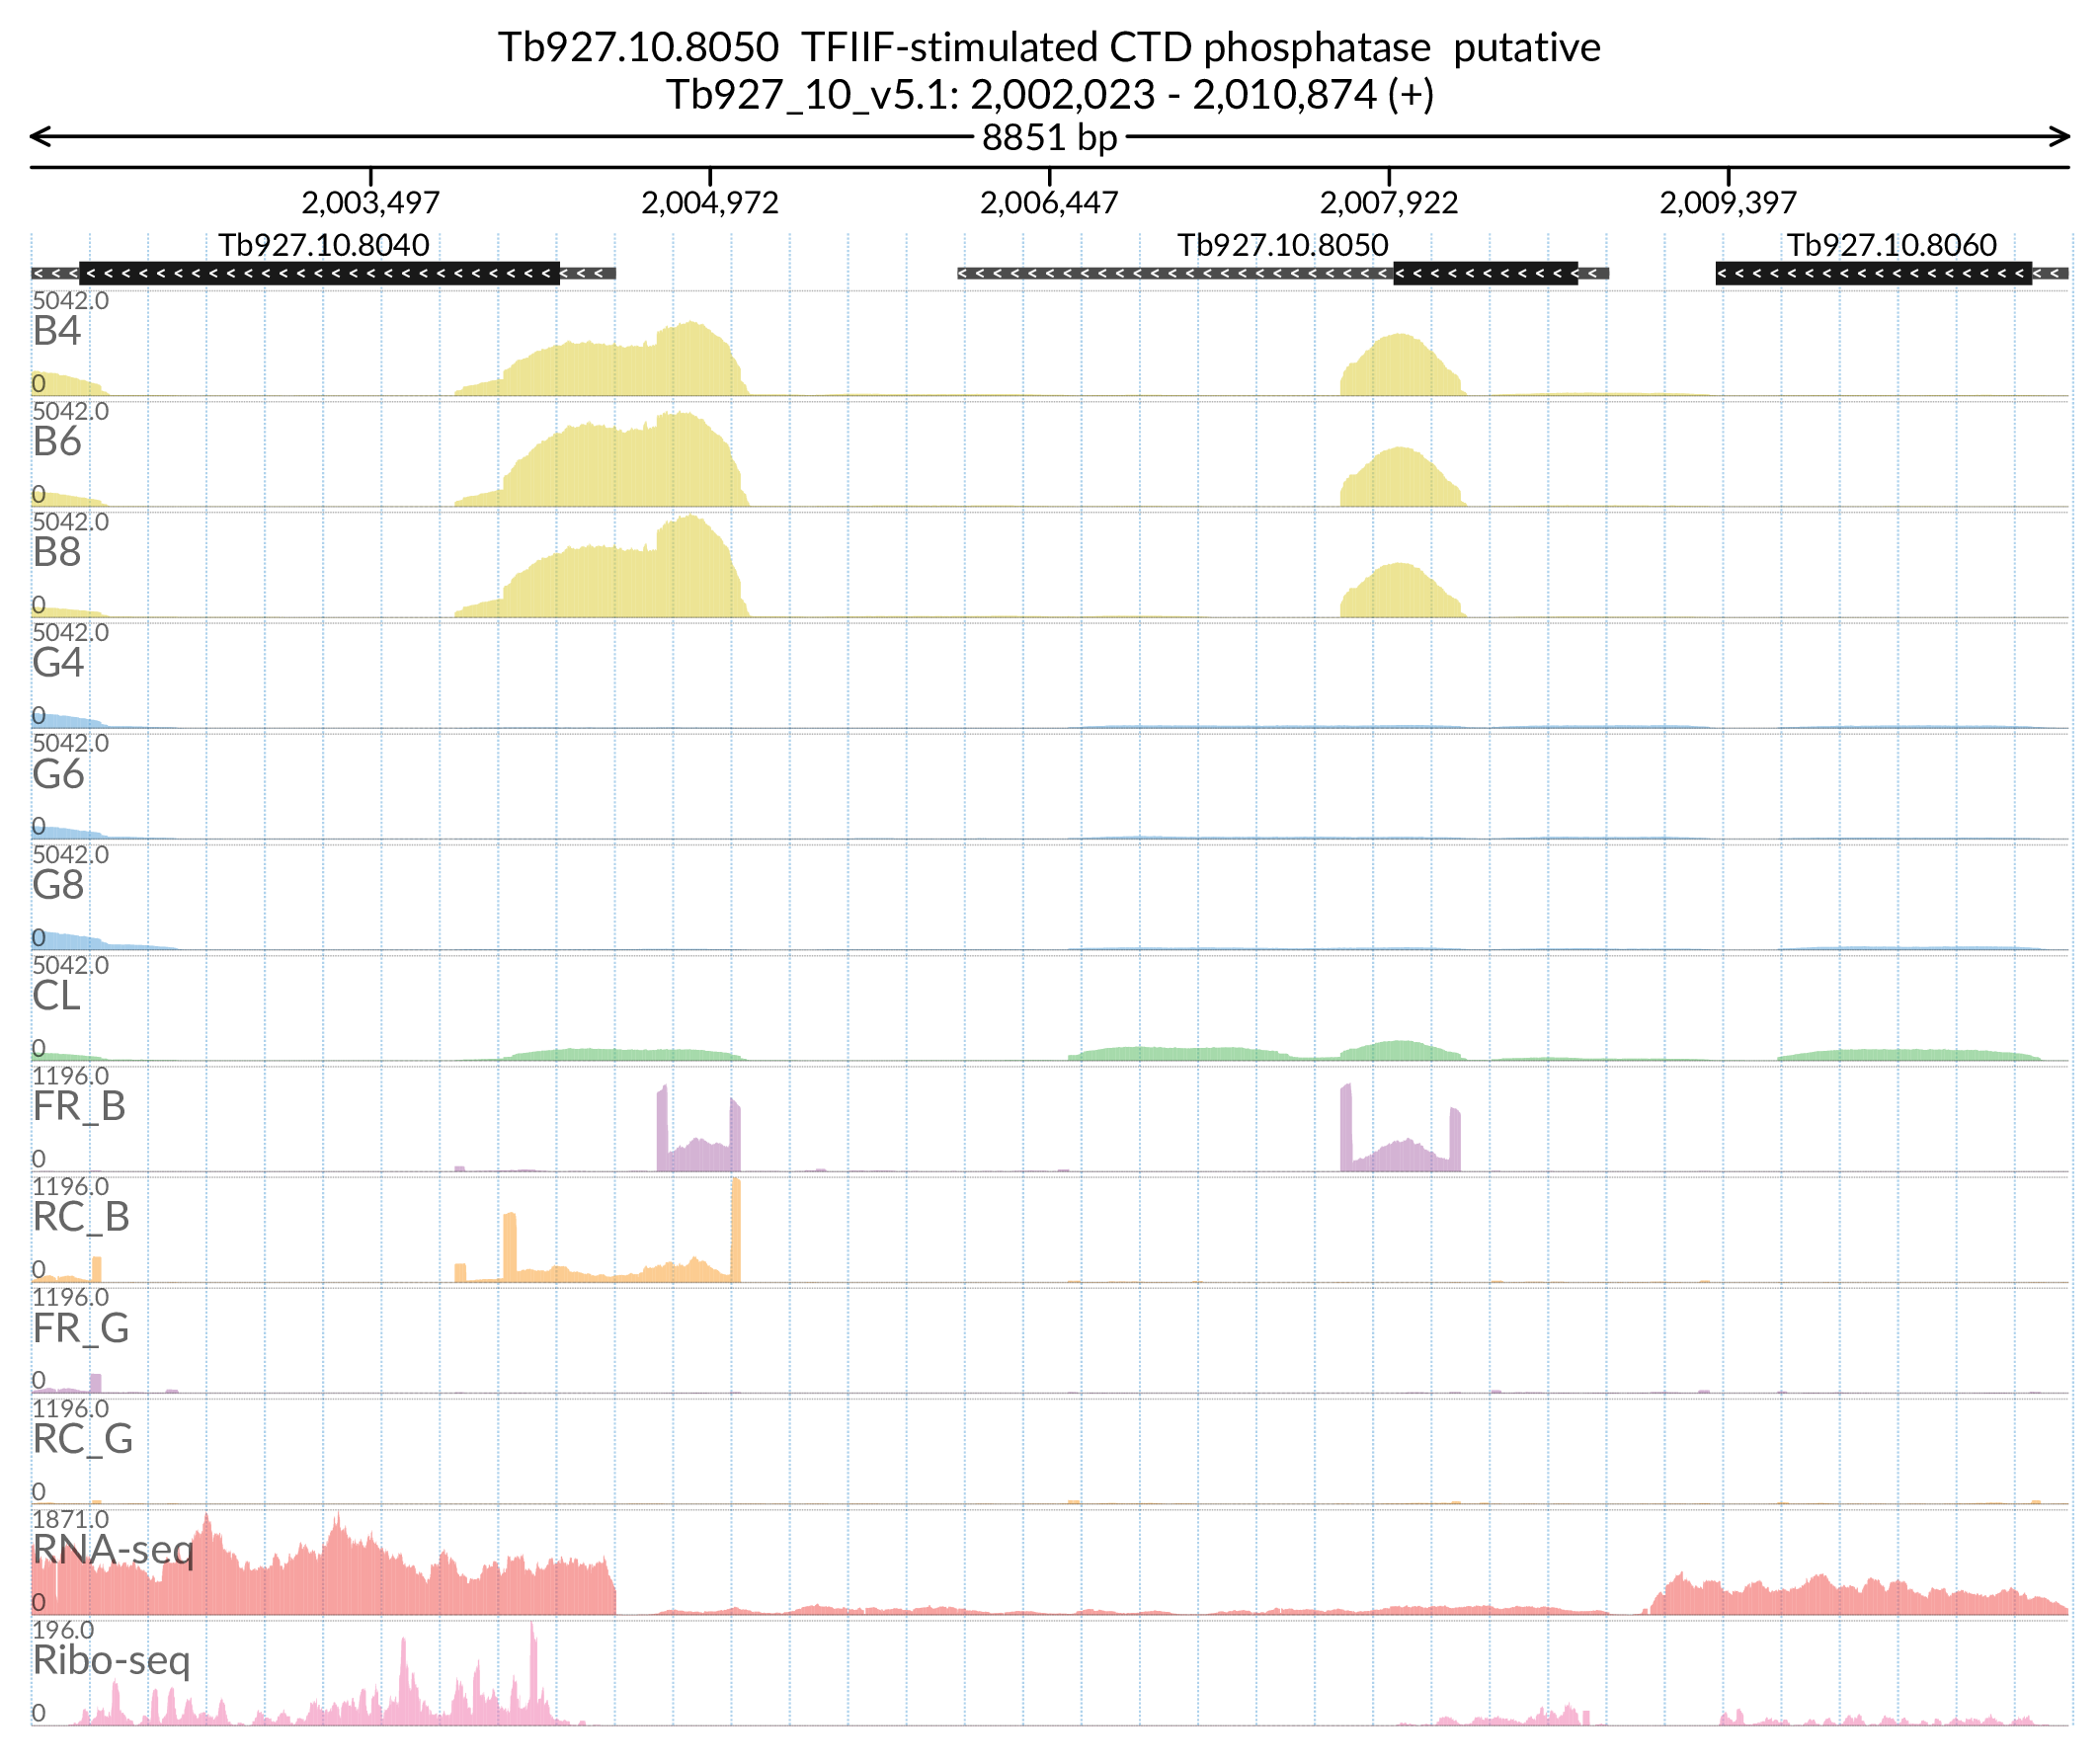 Tb927.10.8050  TFIIF-stimulated CTD phosphatase  putative
Tb927_10_v5.1: 2,002,023 - 2,010,874 (+)
8851 bp
2,003,497 2,004,972 2,006,447 2,007,922 2,009,397
Tb927.10.8040 Tb927.10.8050 Tb927.10.8060
5042.0
B4
0
5042.0
B6
0
5042.0
B8
0
5042.0
G4
0
5042.0
G6
0
5042.0
G8
0
5042.0
CL
0
1196.0
FR_B
0
1196.0
RC_B
0
1196.0
FR_G
0
1196.0
RC_G
0
1871.0
RNA-seq
0
196.0
Ribo-seq
0